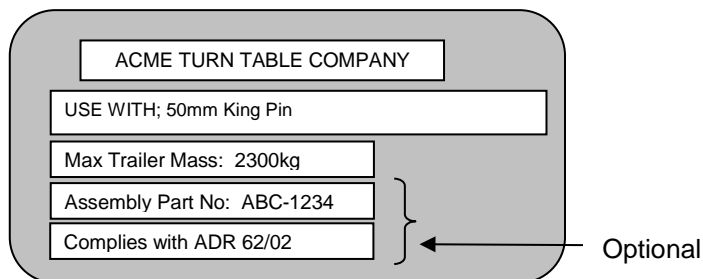 ACME TURN TABLE COMPANY
USE WITH; 50mm King Pin
Max Trailer Mass: 2300kg
Assembly Part No: ABC-1234
Complies with ADR 62/02
Optional